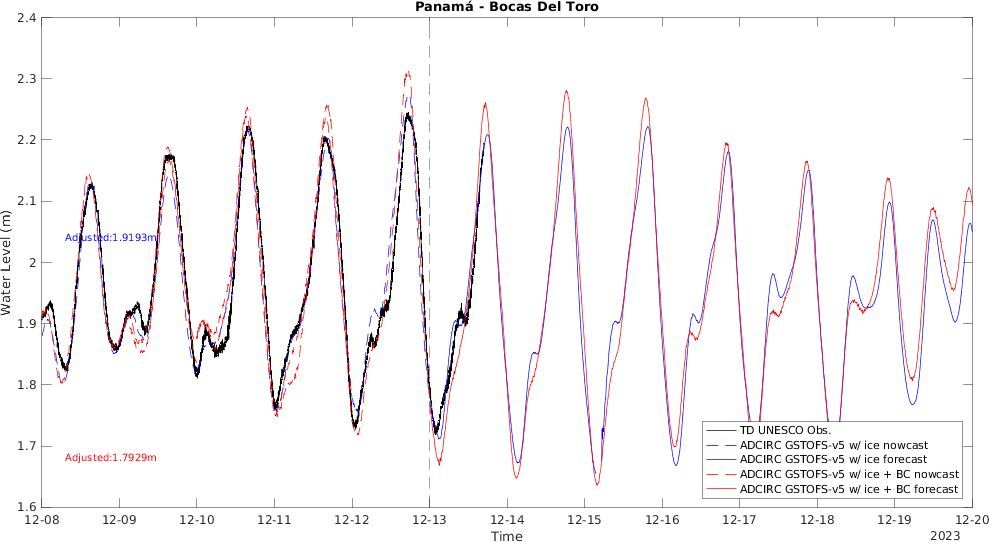 Panamá - Bocas Del Toro
2.4
2.3
2.2
2.1
2
1.9
1.8
1.7
1.6
Water Level (m)
Adjusted:1.9193m
Adjusted:1.7929m
TD UNESCO Obs.
ADCIRC GSTOFS-v5 w/ ice nowcast
ADCIRC GSTOFS-v5 w/ ice forecast
ADCIRC GSTOFS-v5 w/ ice + BC nowcast
ADCIRC GSTOFS-v5 w/ ice + BC forecast
12-08 12-09 12-10 12-11 12-12 12-13 12-14 12-15 12-16 12-17 12-18 12-19 12-20
Time
2023